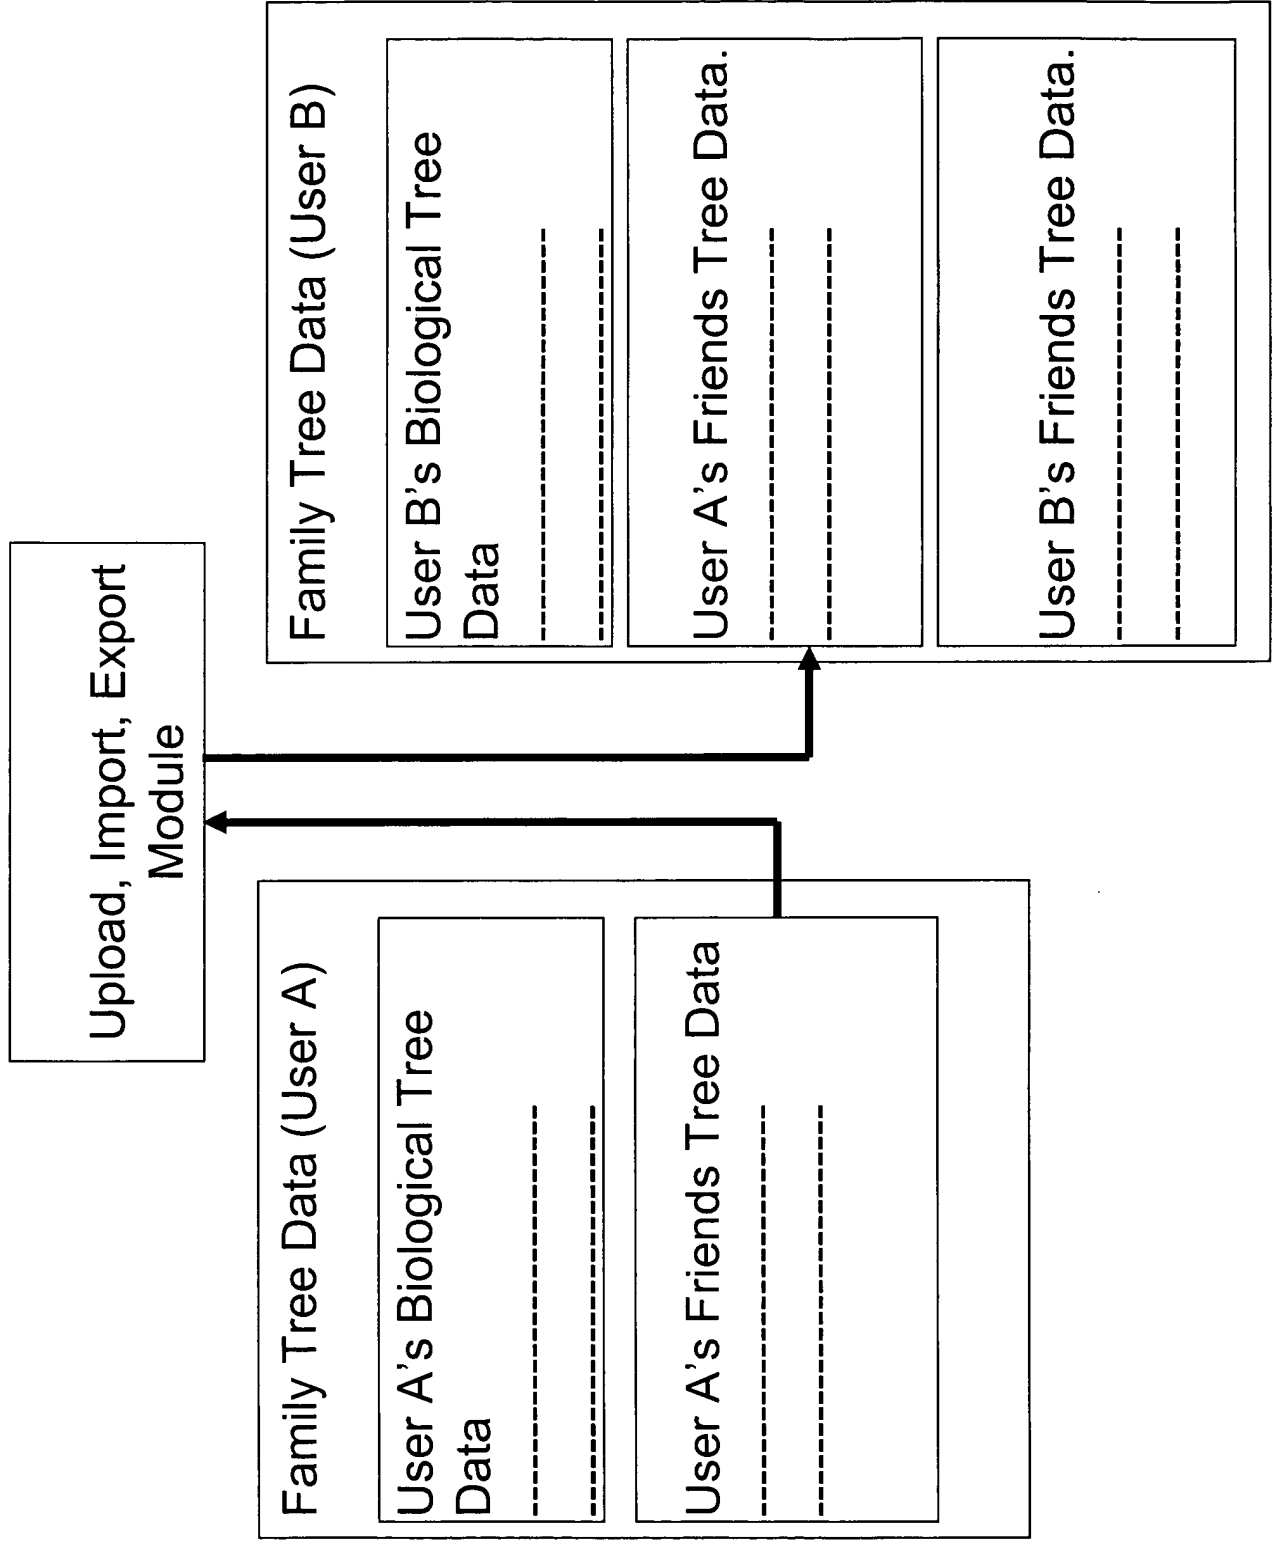 Upload, Import, Export
Module
Family Tree Data (User A)
User A's Biological Tree
Data
User A's Friends Tree Data
Family Tree Data (User B)
User B's Biological Tree
Data
User A's Friends Tree Data.
User B's Friends Tree Data.